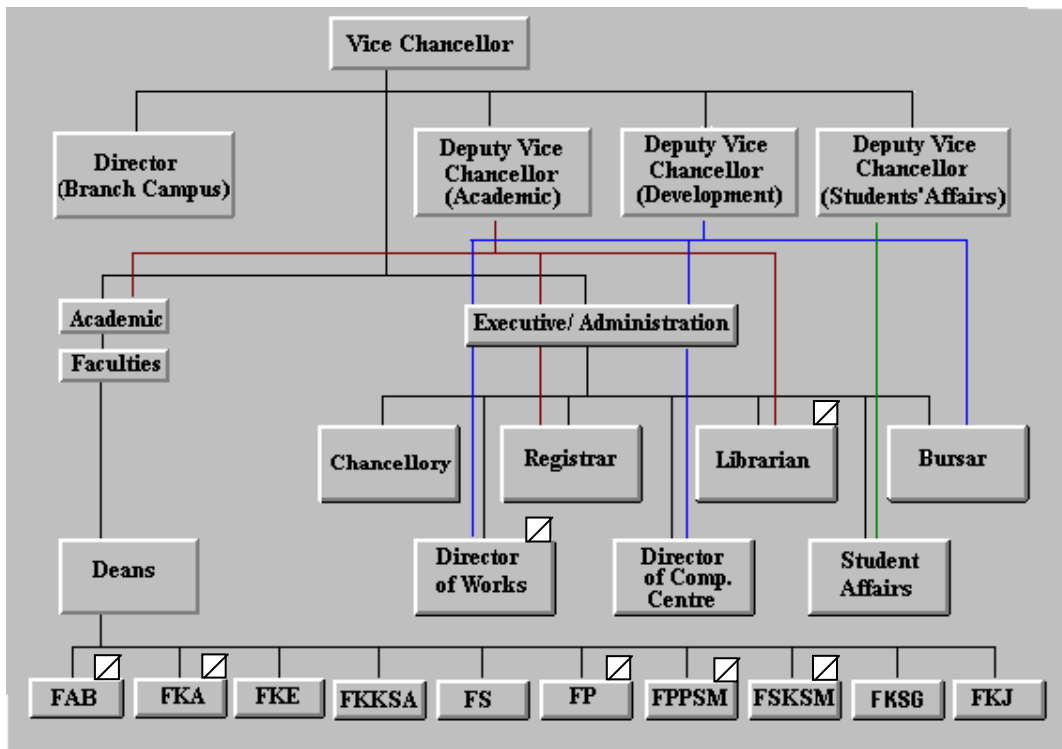 Vice Chancellor
Director
(Branch Campus)
Deputy Vice
Chancellor
(Academic)
Deputy Vice
Chancellor
(Development)
Deputy Vice
Chancellor
(Students'Affairs)
Academic
Faculties
Executive/ Administration
Chancellory
Registrar
Librarian
Bursar
Deans
Director
of Works
Director
of Comp.
Centre
Student
Affairs
FAB
FKA
FKE
FKKSA
FS
FP
FPPSM
FSKSM
FKSG
FKJ